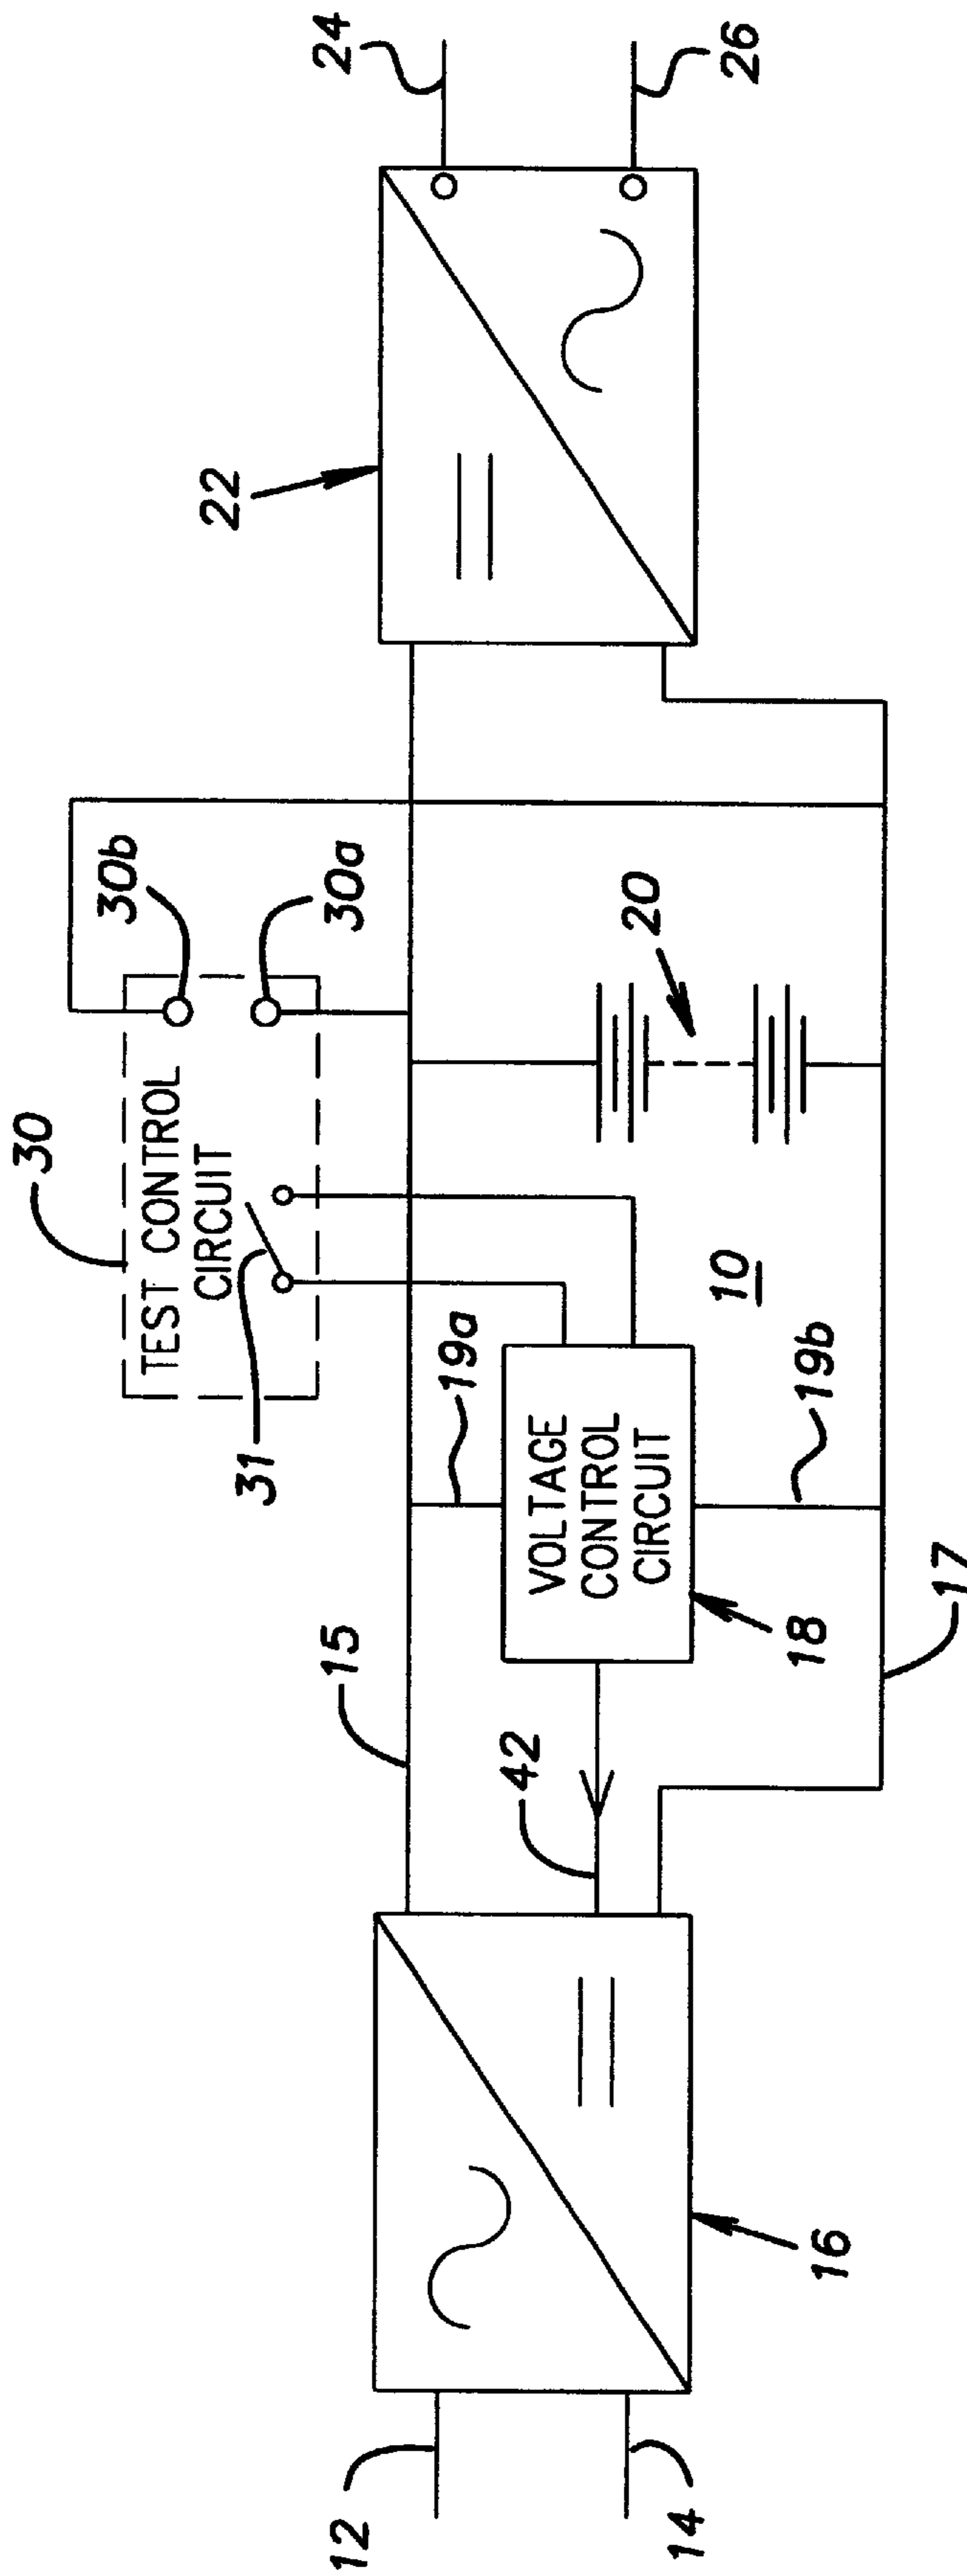 24
26
22
30b
30a
20
30
TEST CONTROL
CIRCUIT
31
19a
10
19b
VOLTAGE
CONTROL
CIRCUIT
18
15
42
17
16
12
14